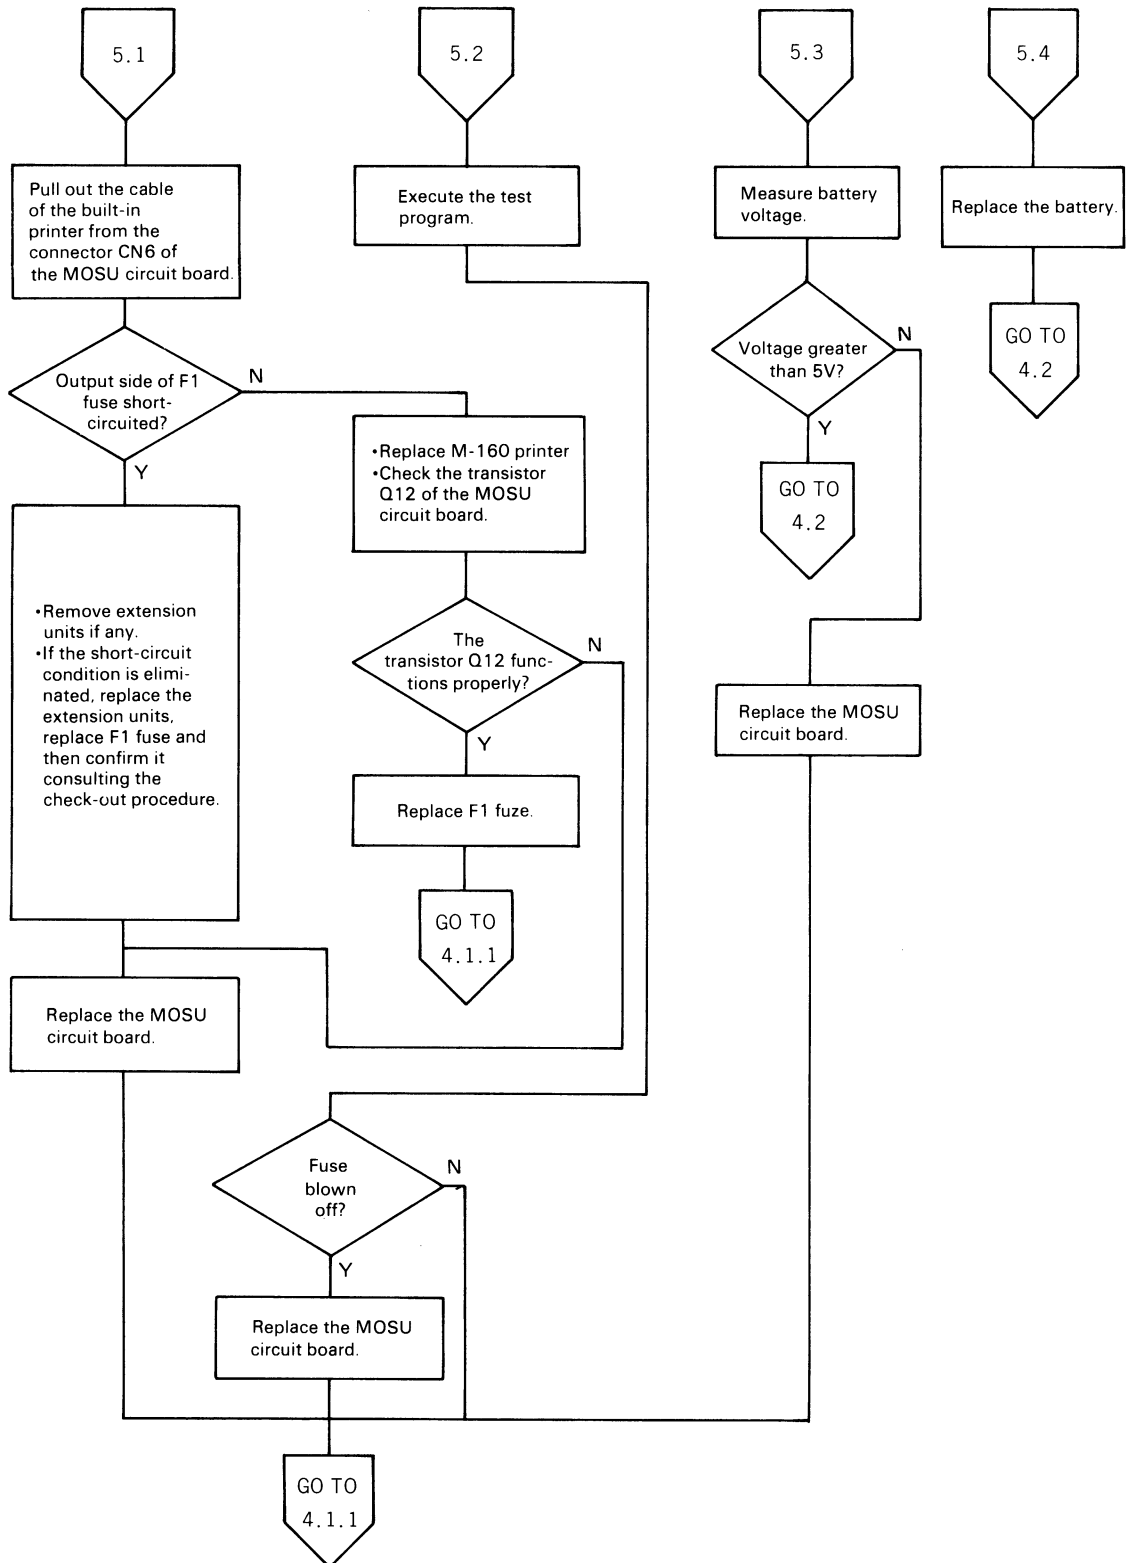 5.1
Pull out the cable
of the built-in
printer from the
connector CN6 of
the MOSU circuit board.
Output side of F1
fuse short-
circuited?
N
Y
•Remove extension
units if any.
•If the short-circuit
condition is elimi-
nated, replace the
extension units,
replace F1 fuse and
then confirm it
consulting the
check-out procedure.
Replace the MOSU
circuit board.
5.2
Execute the test
program.
•Replace M-160 printer
•Check the transistor
Q12 of the MOSU
circuit board.
The
transistor Q12 func-
tions properly?
N
Y
Replace F1 fuze.
GO TO
4.1.1
Fuse
blown
off?
N
Y
Replace the MOSU
circuit board.
GO TO
4.1.1
5.3
Measure battery
voltage.
Voltage greater
than 5V?
N
Y
GO TO
4.2
Replace the MOSU
circuit board.
5.4
Replace the battery.
GO TO
4.2